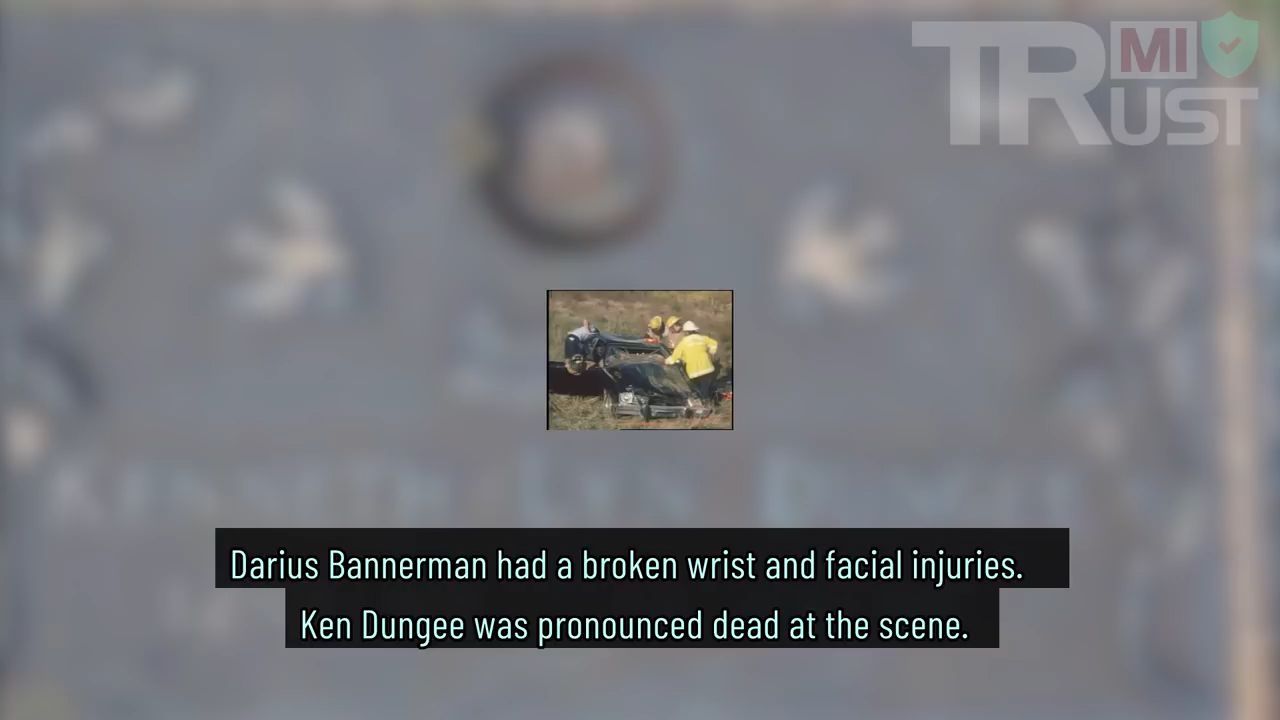 TRUST
MI
Darius Bannerman had a broken wrist and facial injuries.
Ken Dungee was pronounced dead at the scene.